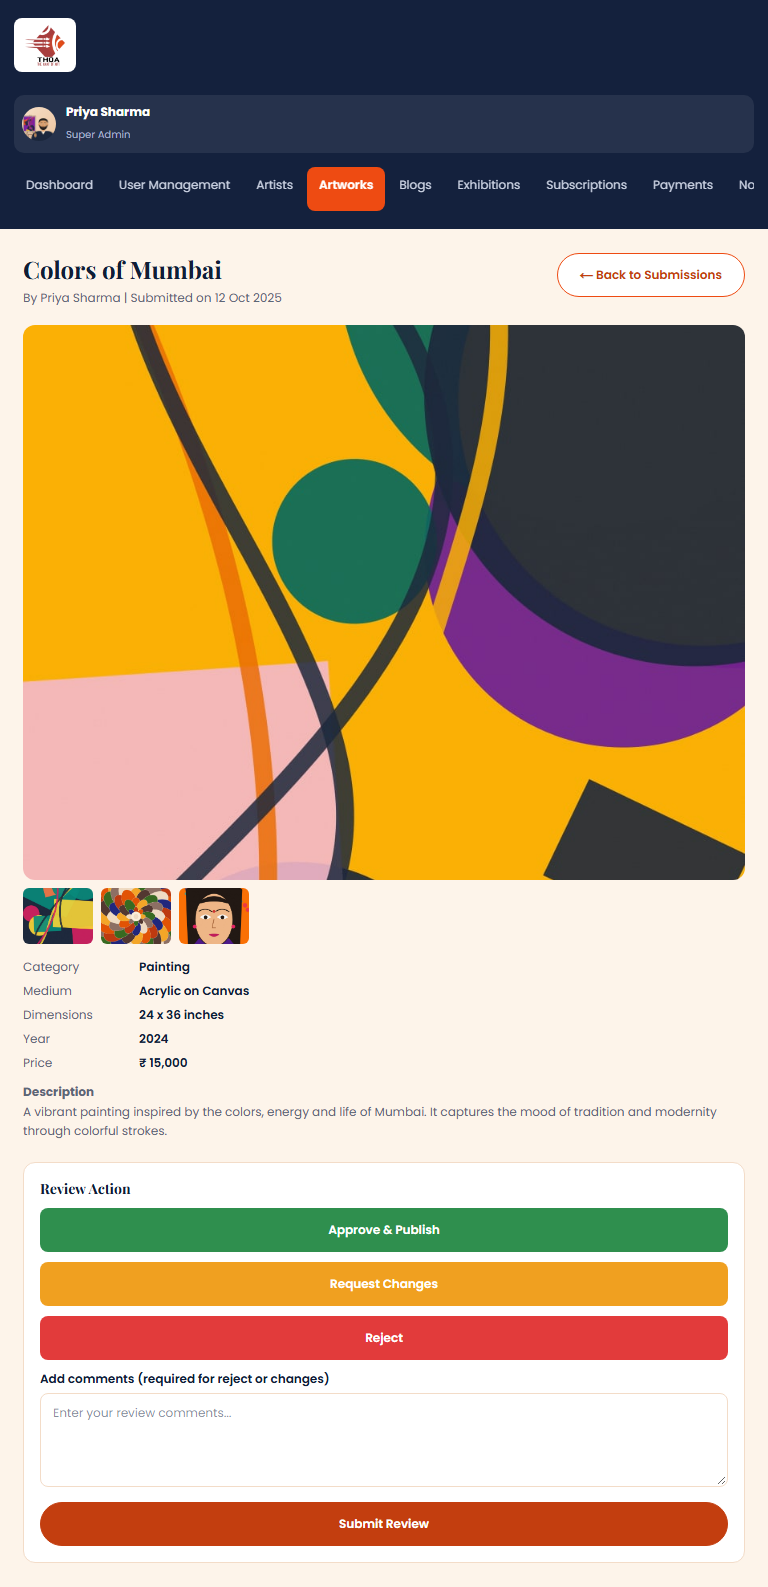 THOA
Priya Sharma
Super Admin
Dashboard User Management Artists Artworks Blogs Exhibitions Subscriptions Payments No
Colors of Mumbai
← Back to Submissions
By Priya Sharma | Submitted on 12 Oct 2025
Category Painting
Medium Acrylic on Canvas
Dimensions 24 x 36 inches
Year 2024
Price ₹ 15,000
Description
A vibrant painting inspired by the colors, energy and life of Mumbai. It captures the mood of tradition and modernity
through colorful strokes.
Review Action
Approve & Publish
Request Changes
Reject
Add comments (required for reject or changes)
Enter your review comments...
Submit Review